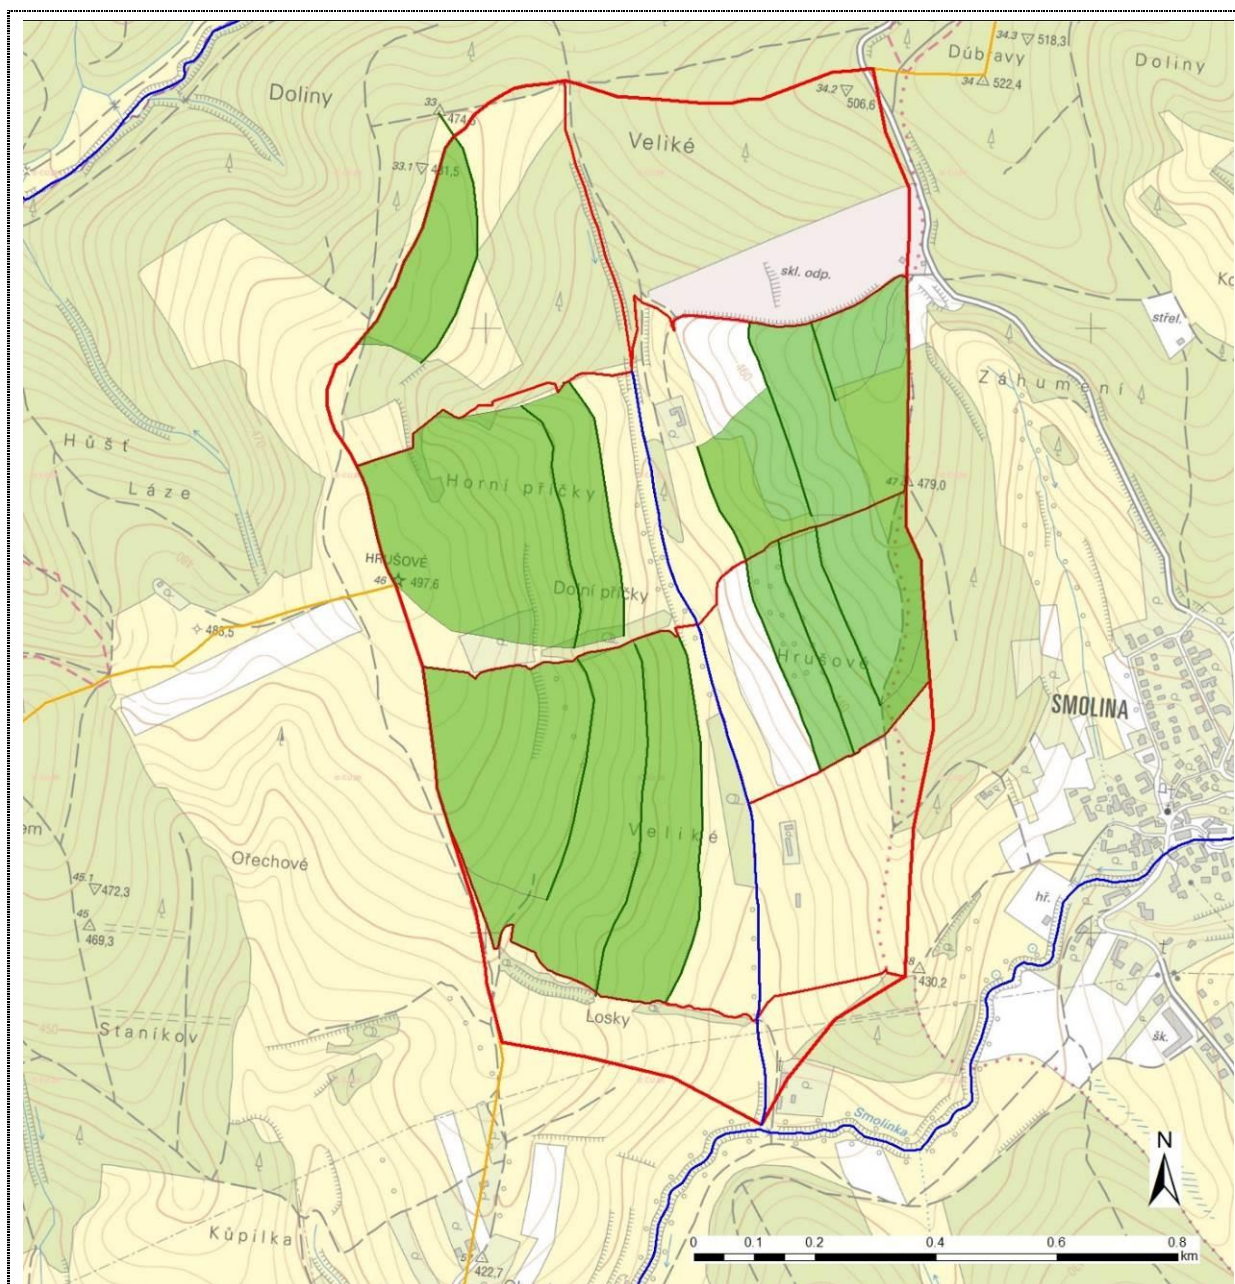 34.3 518,3
Dúbravy
Doliny
34 522,4
Doliny
33
474,5
34.2
506.6
Veliké
33.1
skl. odp.
střel.
460
Záhumení
Hůšť
Láze
Horní příčky
47 479,0
HRUŠOVÉ
46 497,6
Dolní příčky
483,5
Hrušové
SMOLINA
Veliké
Ořechové
45.1
472,3
45
469,3
hř.
8
430,2
450
Staníkov
Losky
šk.
Smolinka
N
Kůpilka
422,7
0 0.1 0.2 0.4 0.6 0.8
km